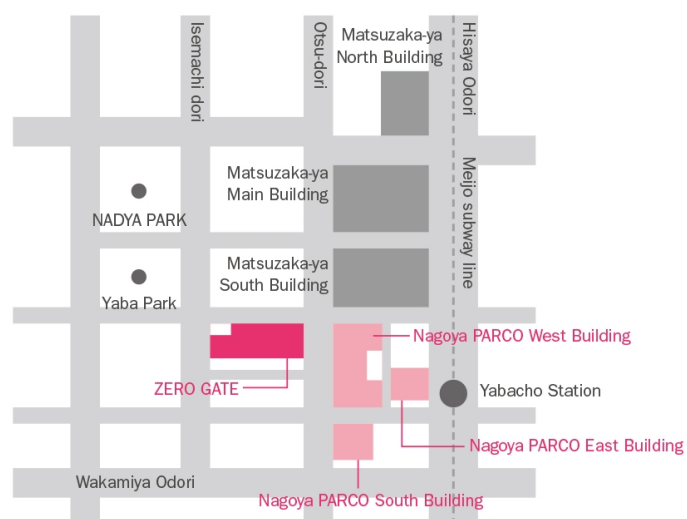 Matsuzaka-ya
North Building
Isemachi dori
Otsu-dori
Hisaya Odori
Matsuzaka-ya
Main Building
Meijo subway line
NADYA PARK
Matsuzaka-ya
South Building
Yaba Park
Nagoya PARCO West Building
ZERO GATE
Yabacho Station
Nagoya PARCO East Building
Wakamiya Odori
Nagoya PARCO South Building